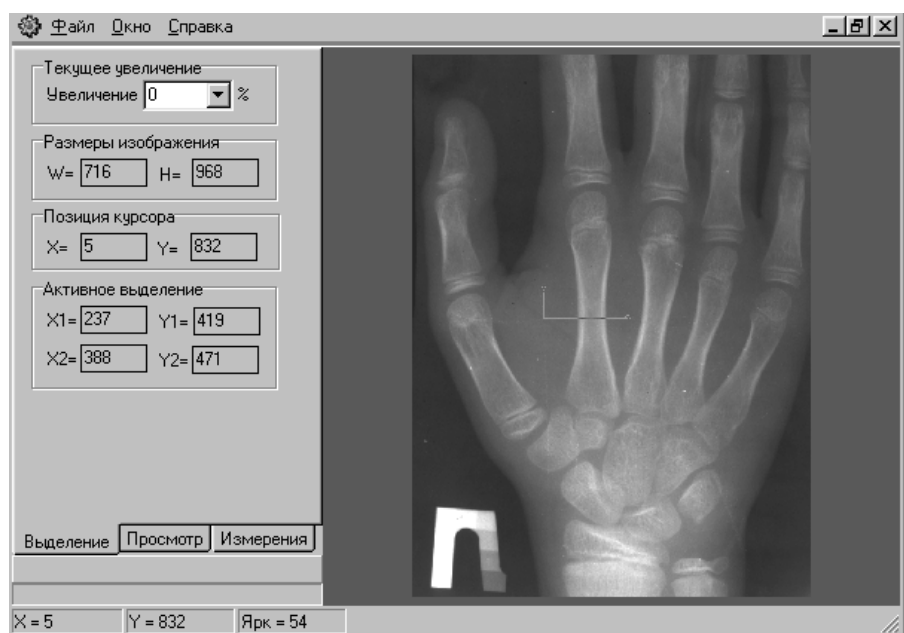 Файл Окно Справка
Текущее увеличение
Увеличение 0 %
Размеры изображения
W= 716 H= 968
Позиция курсора
X= 5 Y= 832
Активное выделение
X1= 237 Y1= 419
X2= 388 Y2= 471
Выделение Просмотр Измерения
X = 5 Y = 832 Ярк = 54